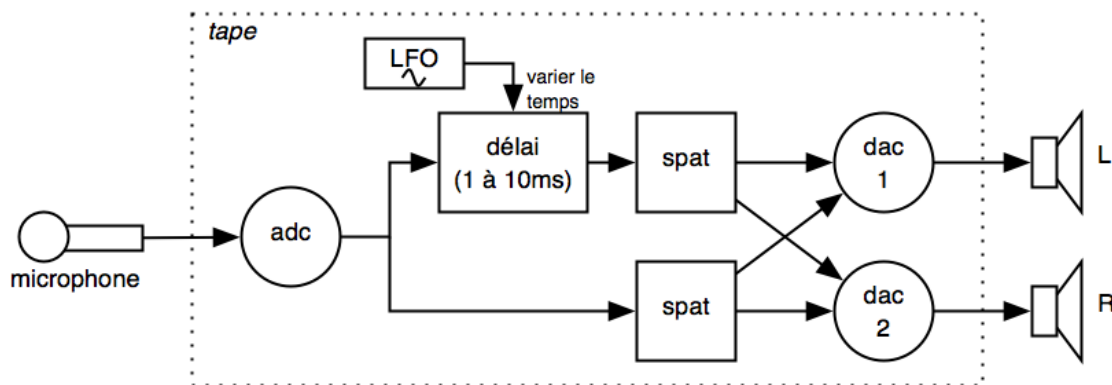 tape
LFO
varier le
temps
délai
(1 à 10ms)
spat
dac
1
L
adc
microphone
spat
dac
2
R